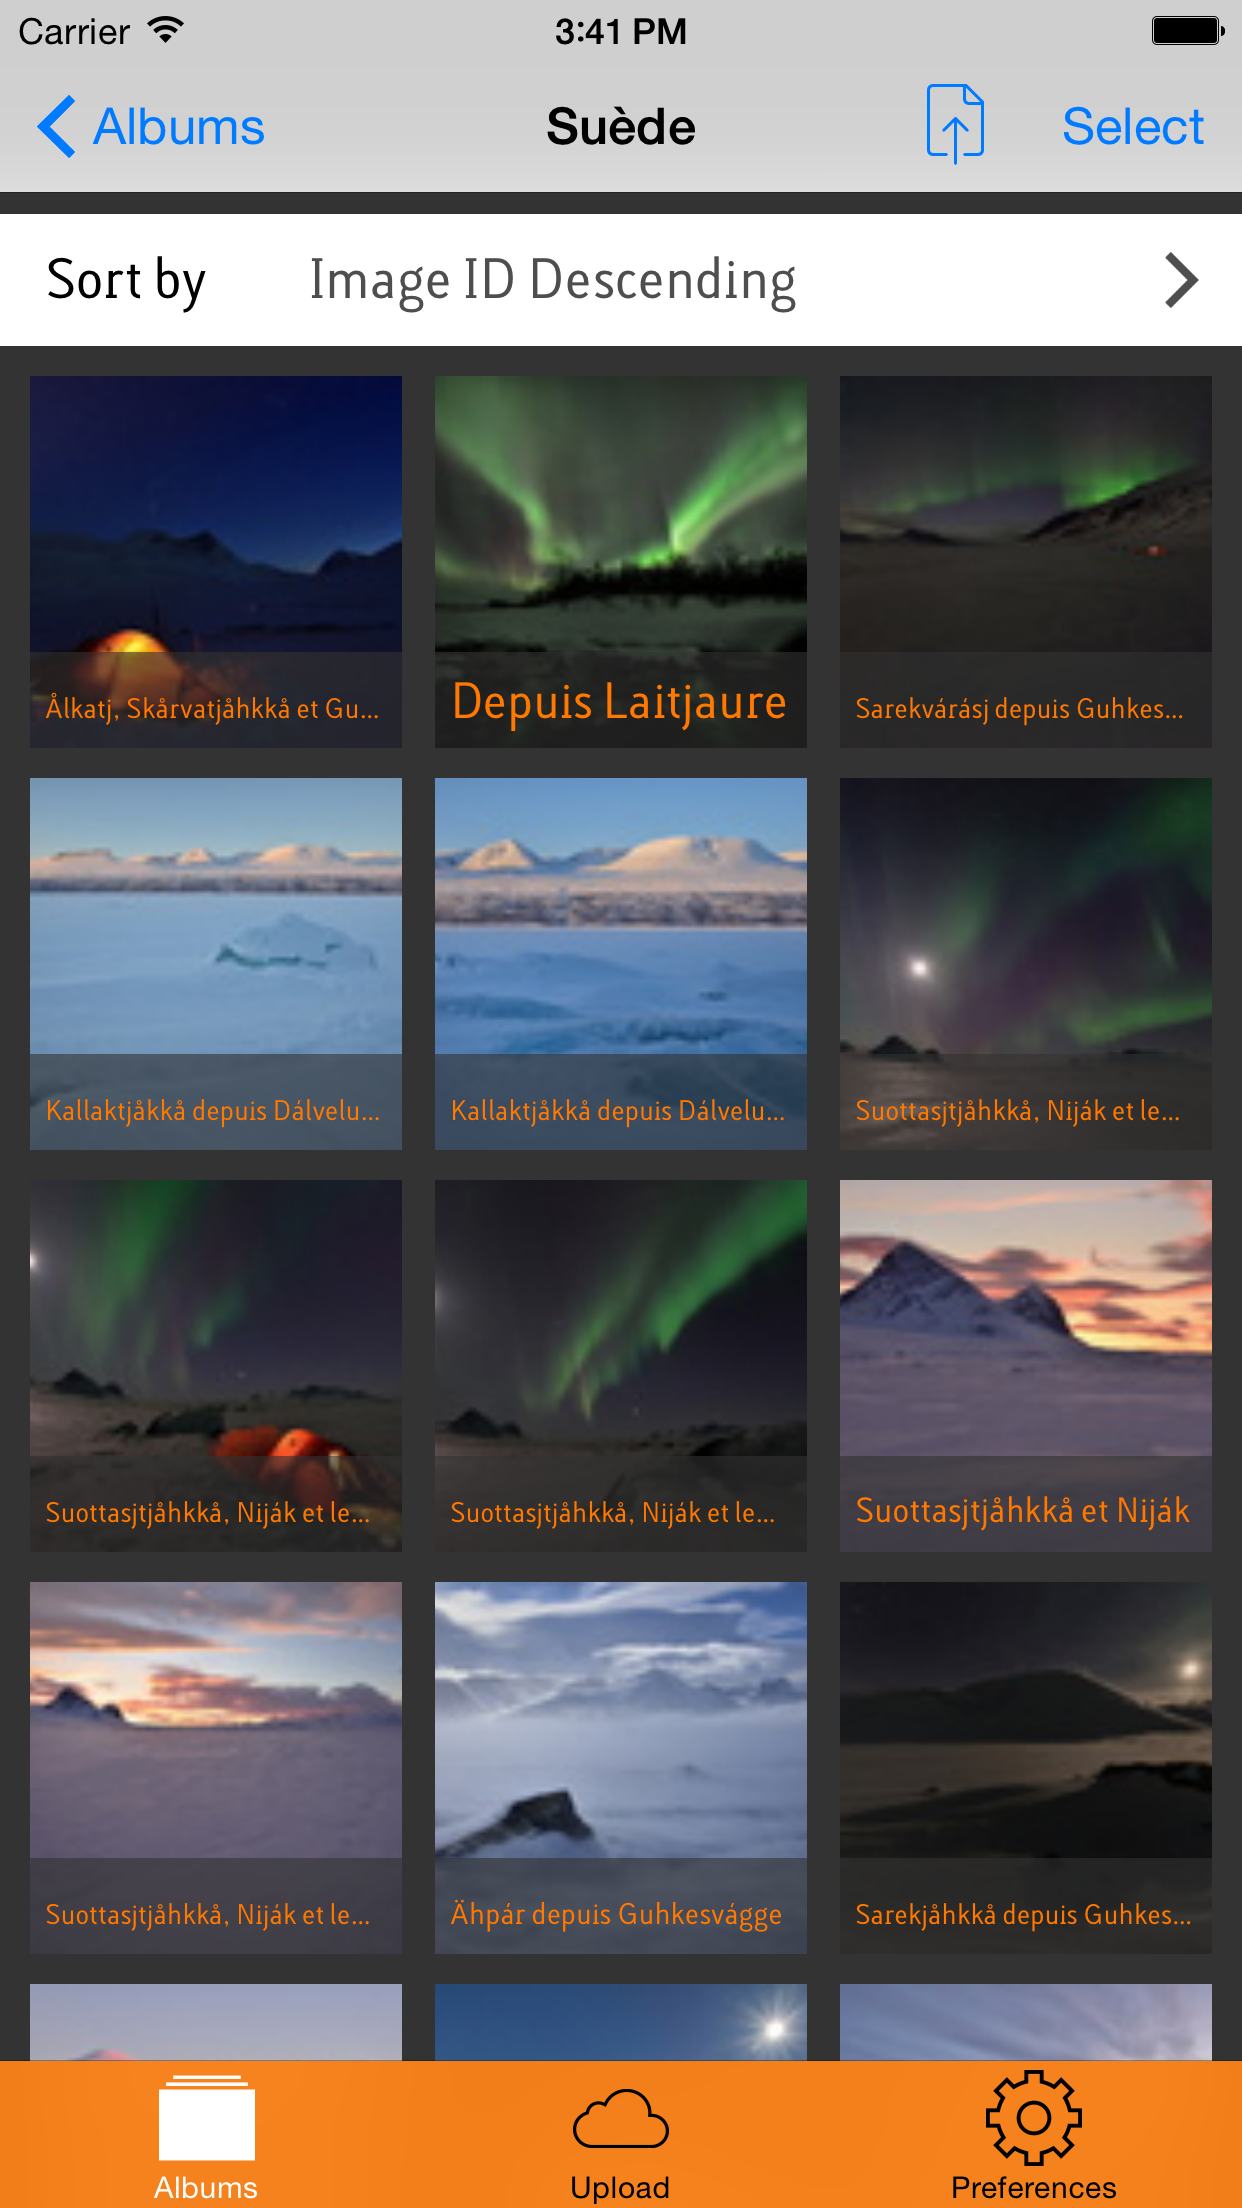 Carrier 3:41 PM
Albums Suède Select
Sort by Image ID Descending
Ålkatj, Skårvatjåhkkå et Gu...
Depuis Laitjaure
Sarekvárásj depuis Guhkes...
Kallaktjåkkå depuis Dálvelu...
Kallaktjåkkå depuis Dálvelu...
Suottasjtjåhkkå, Niják et le...
Suottasjtjåhkkå, Niják et le...
Suottasjtjåhkkå, Niják et le...
Suottasjtjåhkkå et Niják
Suottasjtjåhkkå, Niják et le...
Ähpár depuis Guhkesvágge
Sarekjåhkkå depuis Guhkes...
Albums Upload Preferences